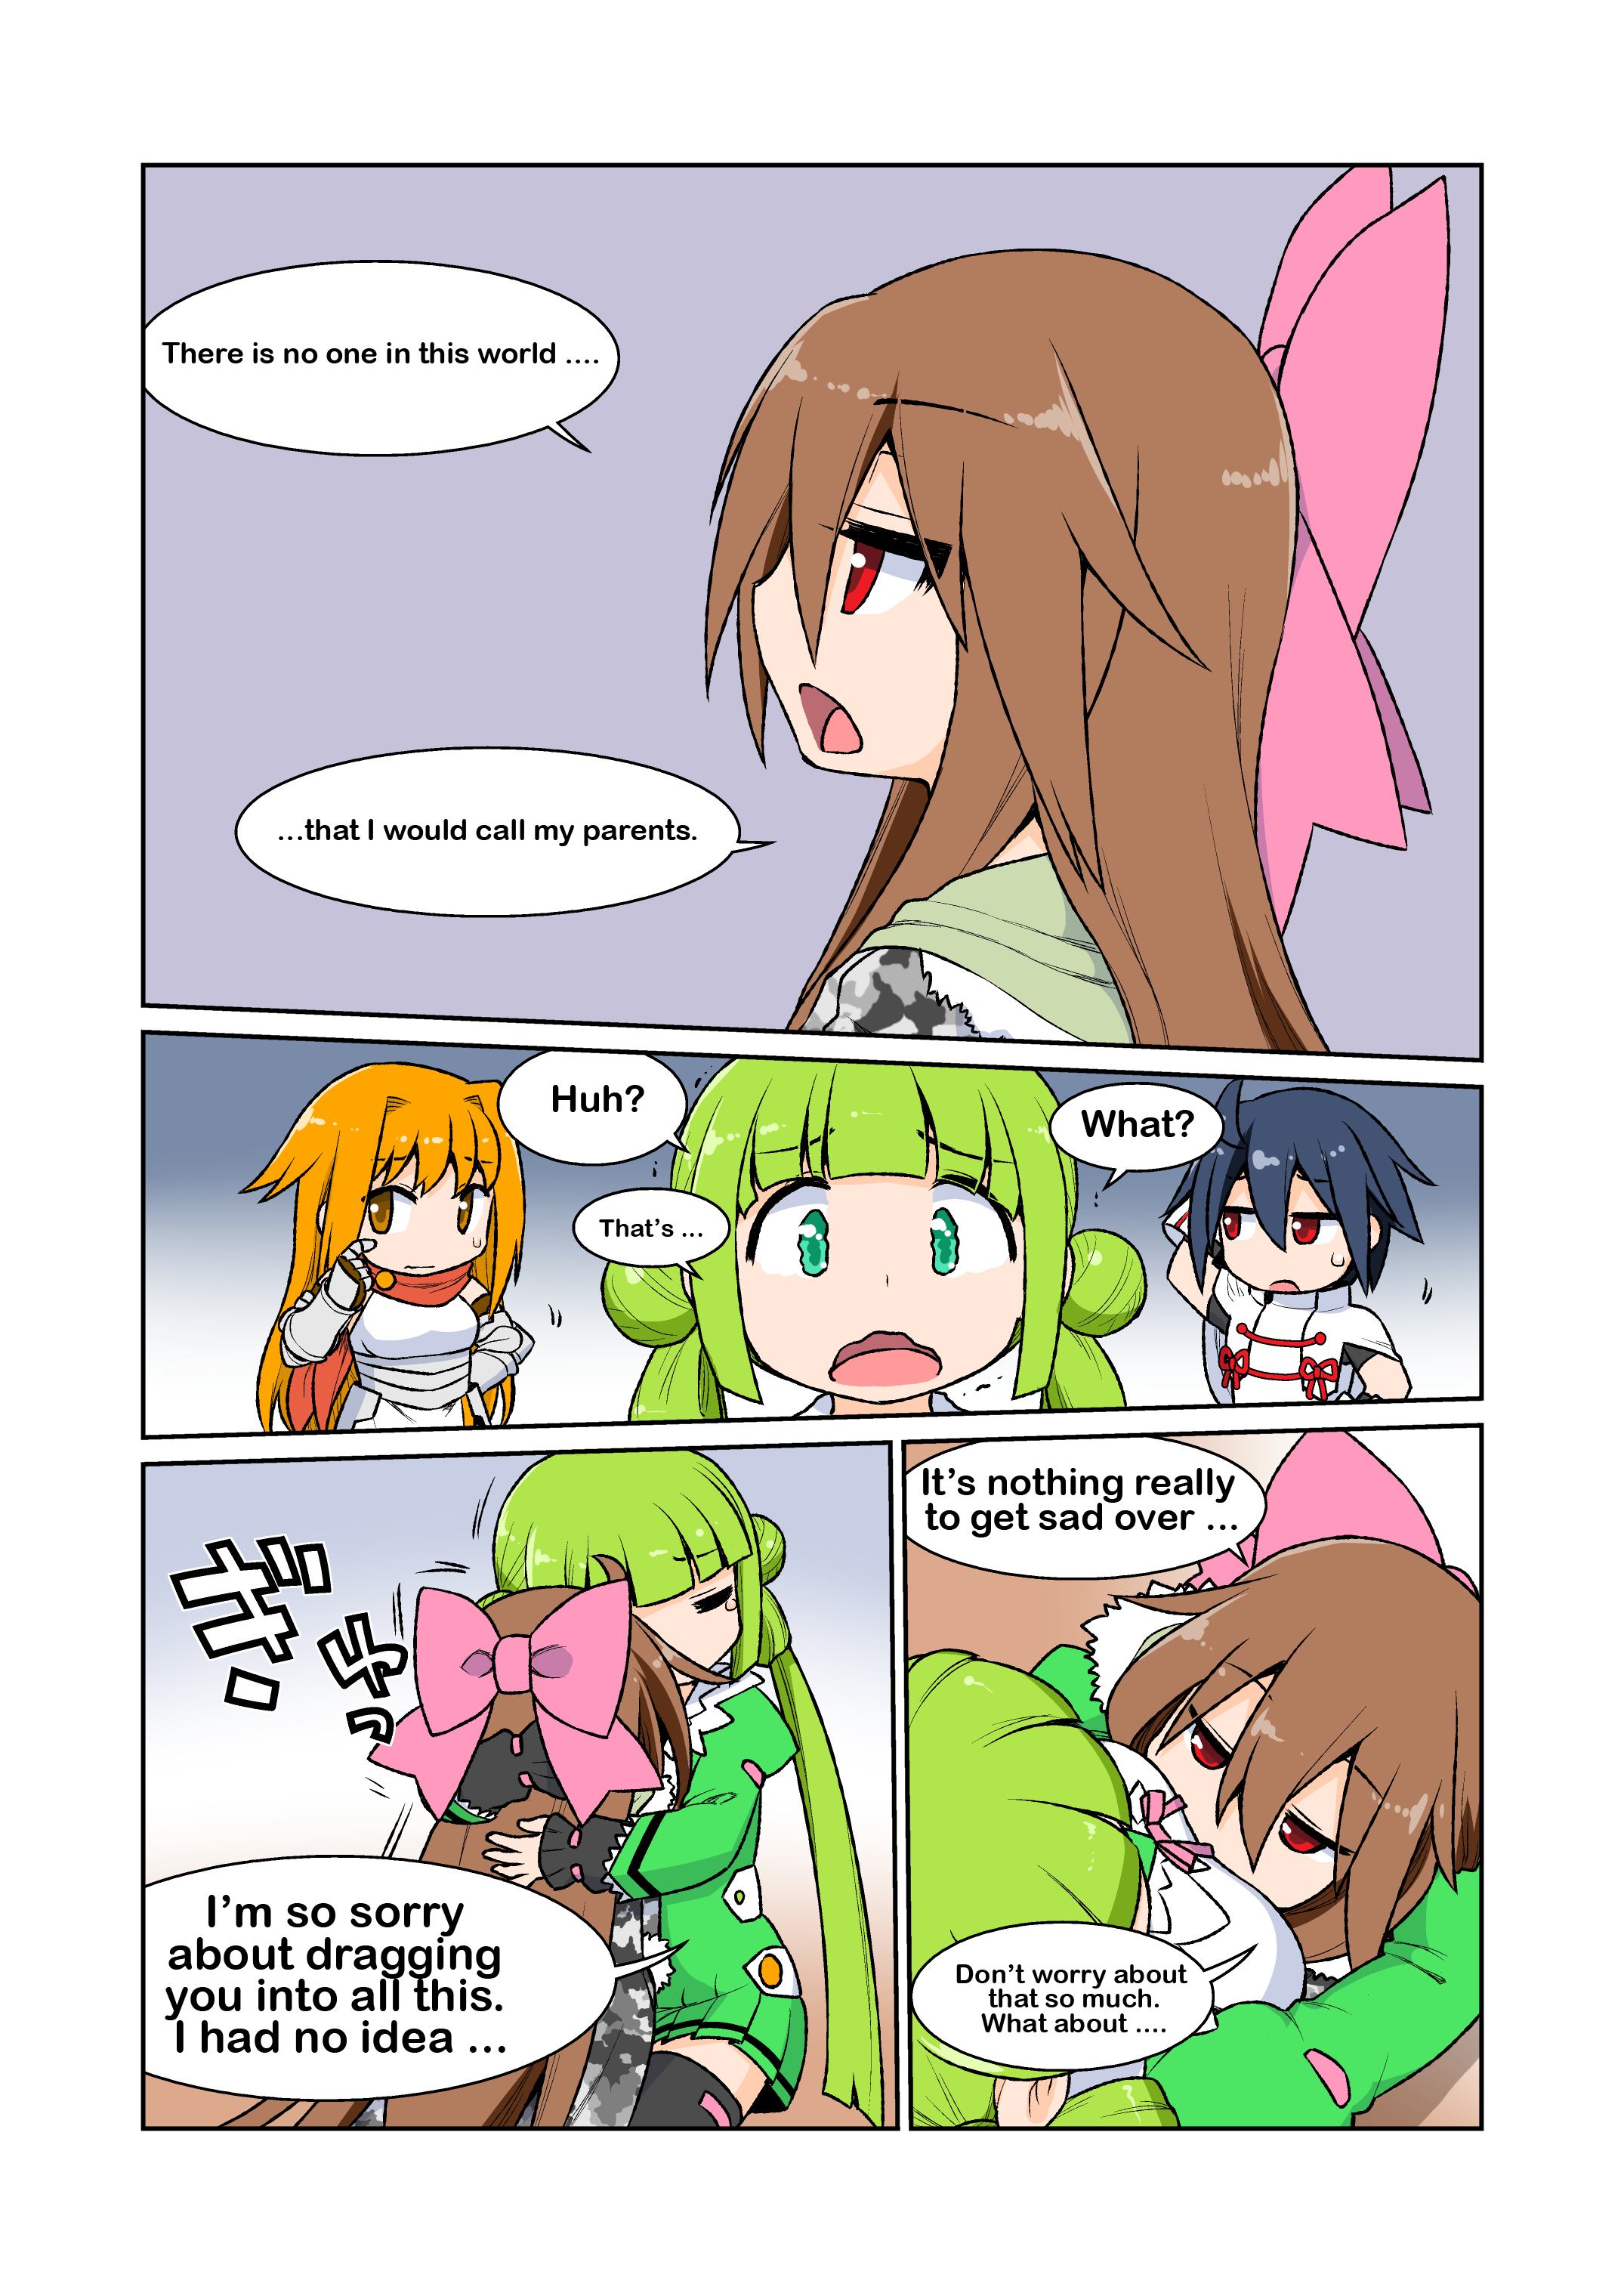 There is no one in this world ....
...that I would call my parents.
Huh?
That's ...
What?
It's nothing really
to get sad over ...
Don't worry about
that so much.
What about ....
ギュッ
I'm so sorry
about dragging
you into all this.
I had no idea ...